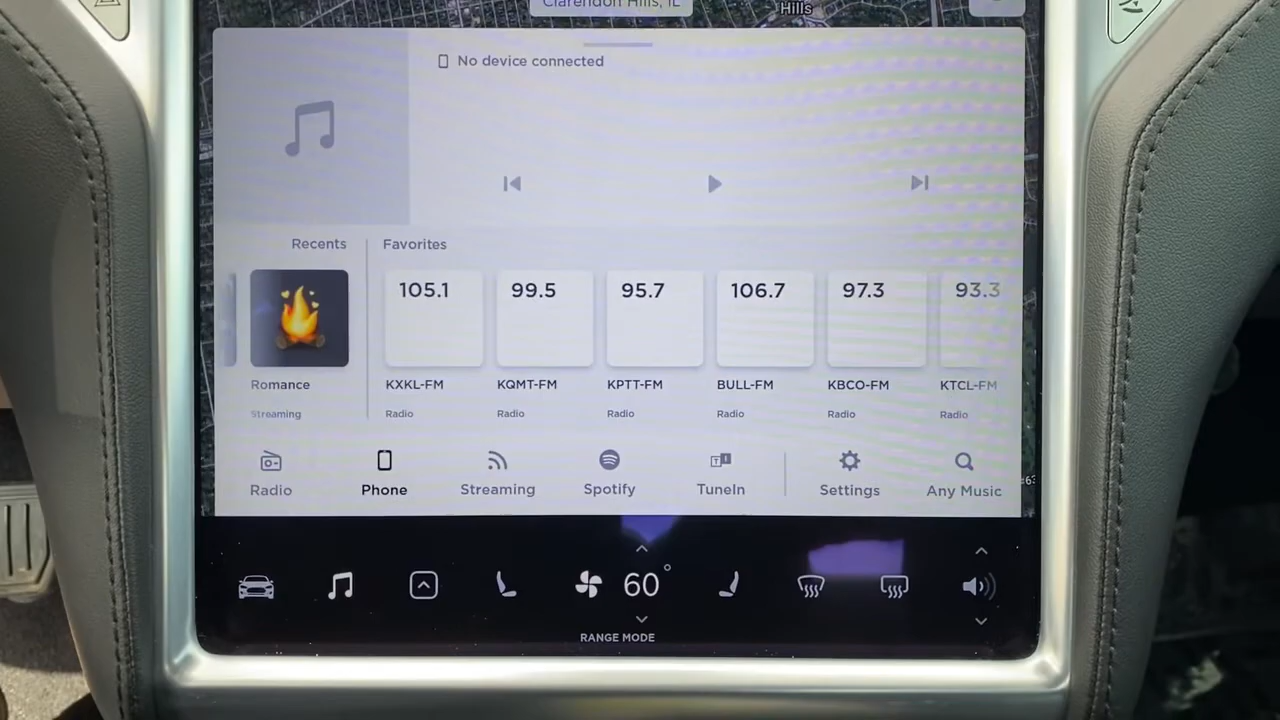 Clarendon Hills, IL
Hills
No device connected
Recents
Favorites
105.1
99.5
95.7
106.7
97.3
93.3
Romance
KXKL-FM
KQMT-FM
KPTT-FM
BULL-FM
KBCO-FM
KTCL-FM
Streaming
Radio
Radio
Radio
Radio
Radio
Radio
Radio
Phone
Streaming
Spotify
TuneIn
Settings
Any Music
60°
RANGE MODE